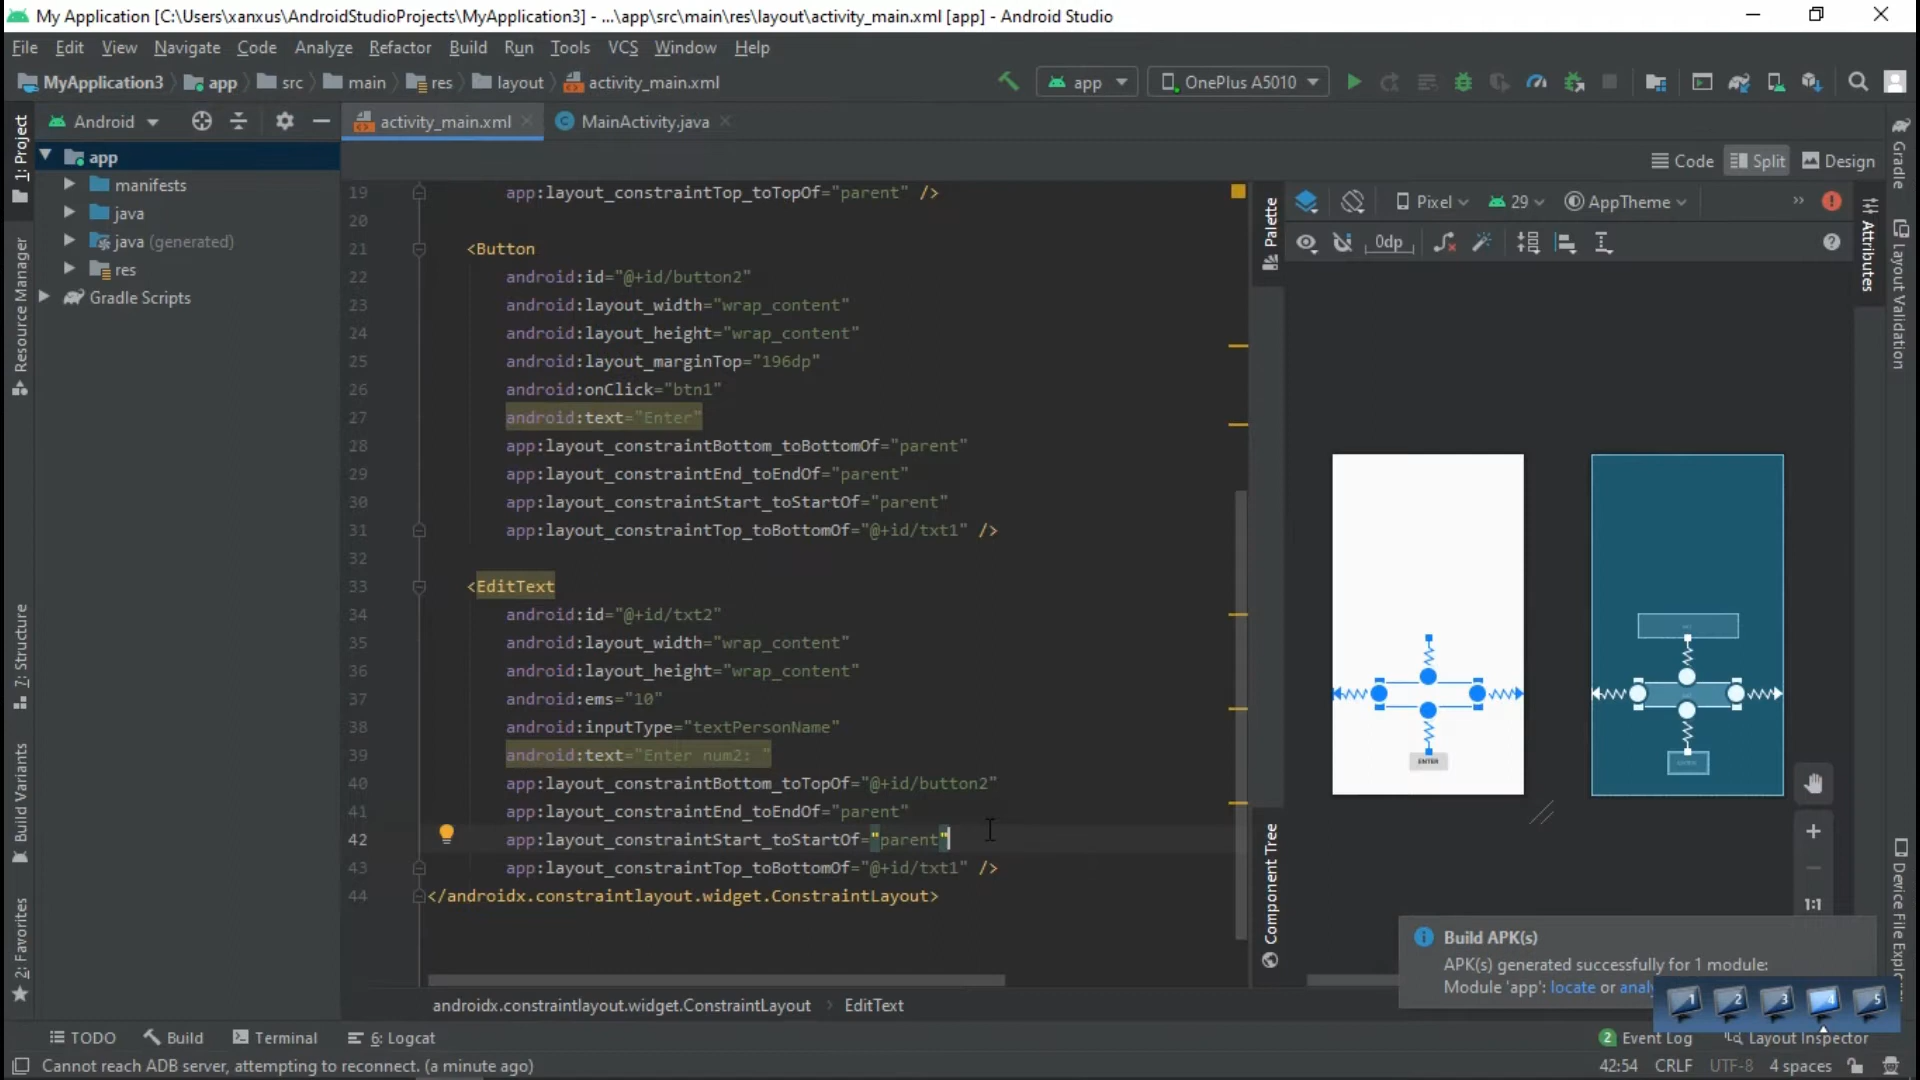 My Application [C:\Users\xanxus\AndroidStudioProjects\MyApplication3] - ...\app\src\main\res\layout\activity_main.xml [app] - Android Studio
File Edit View Navigate Code Analyze Refactor Build Run Tools VCS Window Help
MyApplication3 app src main res layout activity_main.xml app OnePlus A5010
Android activity_main.xml MainActivity.java
Code Split Design
Pixel 29 AppTheme
0dp
1: Project
Resource Manager
7: Structure
Build Variants
2: Favorites
app
manifests
java
java (generated)
res
Gradle Scripts
19 app:layout_constraintTop_toTopOf="parent" />
20
21 <Button
22 android:id="@+id/button2"
23 android:layout_width="wrap_content"
24 android:layout_height="wrap_content"
25 android:layout_marginTop="196dp"
26 android:onClick="btn1"
27 android:text="Enter"
28 app:layout_constraintBottom_toBottomOf="parent"
29 app:layout_constraintEnd_toEndOf="parent"
30 app:layout_constraintStart_toStartOf="parent"
31 app:layout_constraintTop_toBottomOf="@+id/txt1" />
32
33 <EditText
34 android:id="@+id/txt2"
35 android:layout_width="wrap_content"
36 android:layout_height="wrap_content"
37 android:ems="10"
38 android:inputType="textPersonName"
39 android:text="Enter num2: "
40 app:layout_constraintBottom_toTopOf="@+id/button2"
41 app:layout_constraintEnd_toEndOf="parent"
42 app:layout_constraintStart_toStartOf="parent"
43 app:layout_constraintTop_toBottomOf="@+id/txt1" />
44 </androidx.constraintlayout.widget.ConstraintLayout>
androidx.constraintlayout.widget.ConstraintLayout EditText
Palette
Component Tree
ENTER
1:1
Attributes
Gradle
Layout Validation
Build APK(s)
APK(s) generated successfully for 1 module:
Module 'app': locate or
1 2 3 4 5
TODO Build Terminal 6: Logcat 2 Event Log Layout Inspector
Cannot reach ADB server, attempting to reconnect. (a minute ago) 42:54 CRLF UTF-8 4 spaces